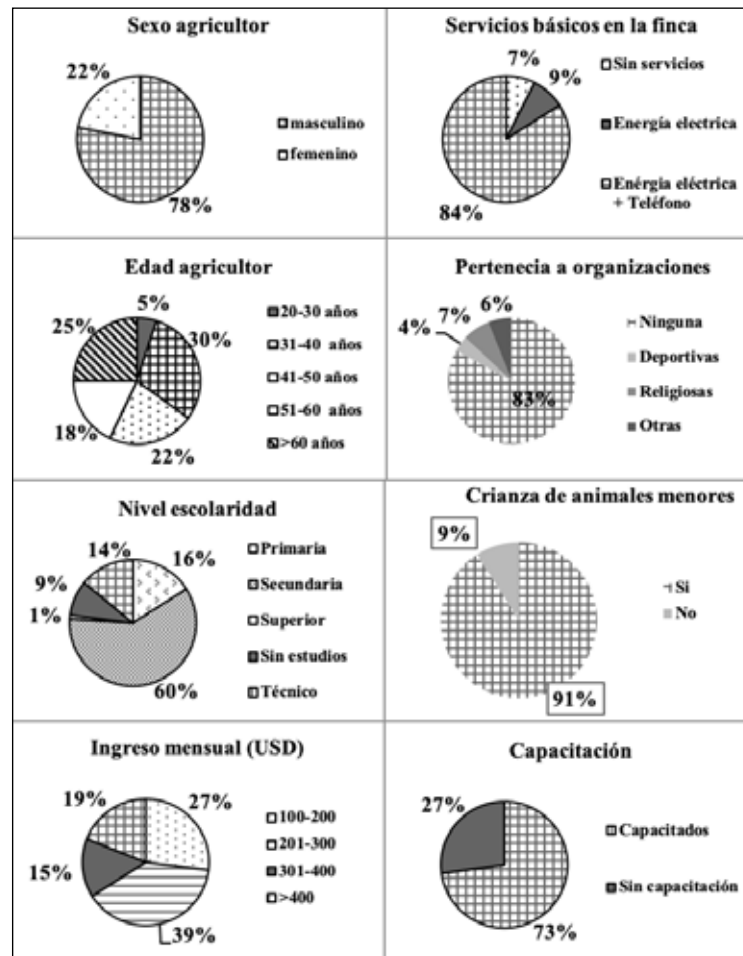 Sexo agricultor
22%
78%
masculino
femenino
Servicios básicos en la finca
7%
9%
84%
Sin servicios
Energía electrica
Enérgia eléctrica
+ Teléfono
Edad agricultor
5%
25%
30%
18%
22%
20-30 años
31-40 años
41-50 años
51-60 años
>60 años
Pertenecia a organizaciones
6%
7%
4%
83%
Ninguna
Deportivas
Religiosas
Otras
Nivel escolaridad
14%
16%
9%
1%
60%
Primaria
Secundaria
Superior
Sin estudios
Técnico
Crianza de animales menores
9%
91%
Si
No
Ingreso mensual (USD)
19%
27%
15%
39%
100-200
201-300
301-400
>400
Capacitación
27%
73%
Capacitados
Sin capacitación